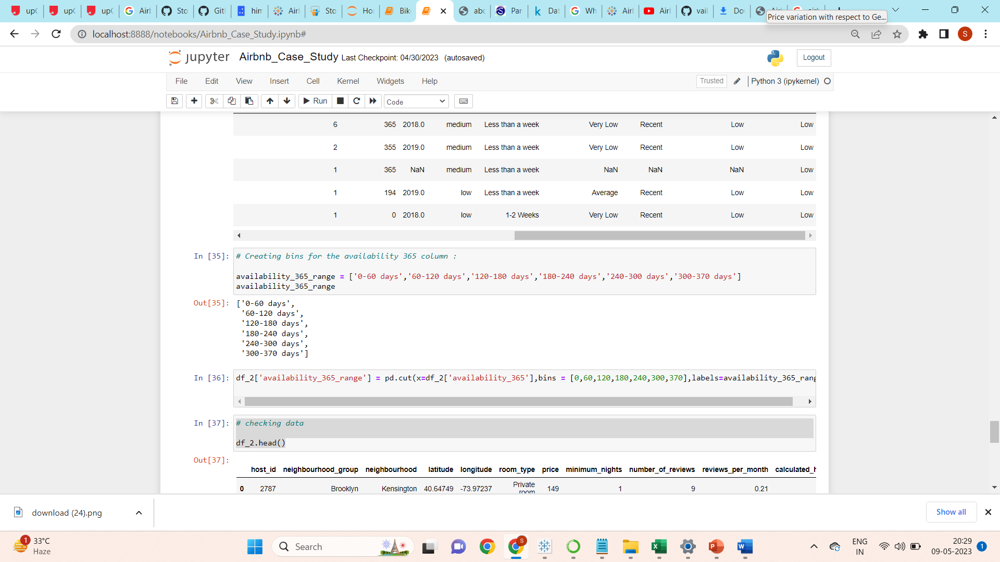 up
up
up
Airb
Sto
Git
him
Airl
Sto
Ho
Bik
abc
Par
Dat
Wh
Airl
Airl
vail
Do
Price variation with respect to Ge...
localhost:8888/notebooks/Airbnb_Case_Study.ipynb#
S
jupyter Airbnb_Case_Study Last Checkpoint: 04/30/2023 (autosaved)
Logout
File Edit View Insert Cell Kernel Widgets Help
Trusted Python 3 (ipykernel)
Run Code
6 365 2018.0 medium Less than a week Very Low Recent Low Low
2 355 2019.0 medium Less than a week Very Low Recent Low Low
1 365 NaN medium Less than a week NaN NaN NaN Low
1 194 2019.0 low Less than a week Average Recent Low Low
1 0 2018.0 low 1-2 Weeks Very Low Recent Low Low
In [35]: # Creating bins for the availability 365 column :
availability_365_range = ['0-60 days','60-120 days','120-180 days','180-240 days','240-300 days','300-370 days']
availability_365_range
Out[35]: ['0-60 days',
'60-120 days',
'120-180 days',
'180-240 days',
'240-300 days',
'300-370 days']
In [36]: df_2['availability_365_range'] = pd.cut(x=df_2['availability_365'],bins = [0,60,120,180,240,300,370],labels=availability_365_rang
In [37]: # checking data
df_2.head()
Out[37]:
host_id neighbourhood_group neighbourhood latitude longitude room_type price minimum_nights number_of_reviews reviews_per_month calculated_h
0 2787 Brooklyn Kensington 40.64749 -73.97237 Private room 149 1 9 0.21
download (24).png
Show all
1
33°C
Haze
Search
S
ENG
IN
20:29
09-05-2023
1